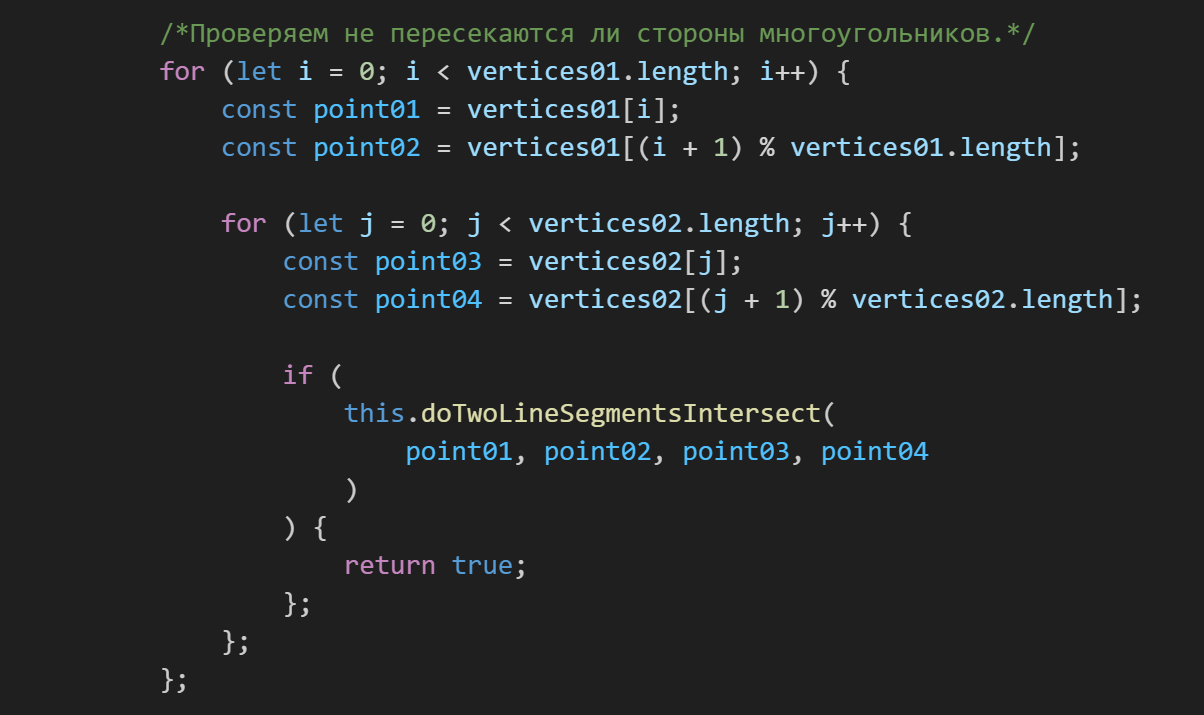 /*Проверяем не пересекаются ли стороны многоугольников.*/
for (let i = 0; i < vertices01.length; i++) {
const point01 = vertices01[i];
const point02 = vertices01[(i + 1) % vertices01.length];
for (let j = 0; j < vertices02.length; j++) {
const point03 = vertices02[j];
const point04 = vertices02[(j + 1) % vertices02.length];
if (
this.doTwoLineSegmentsIntersect(
point01, point02, point03, point04
)
) {
return true;
};
};
};